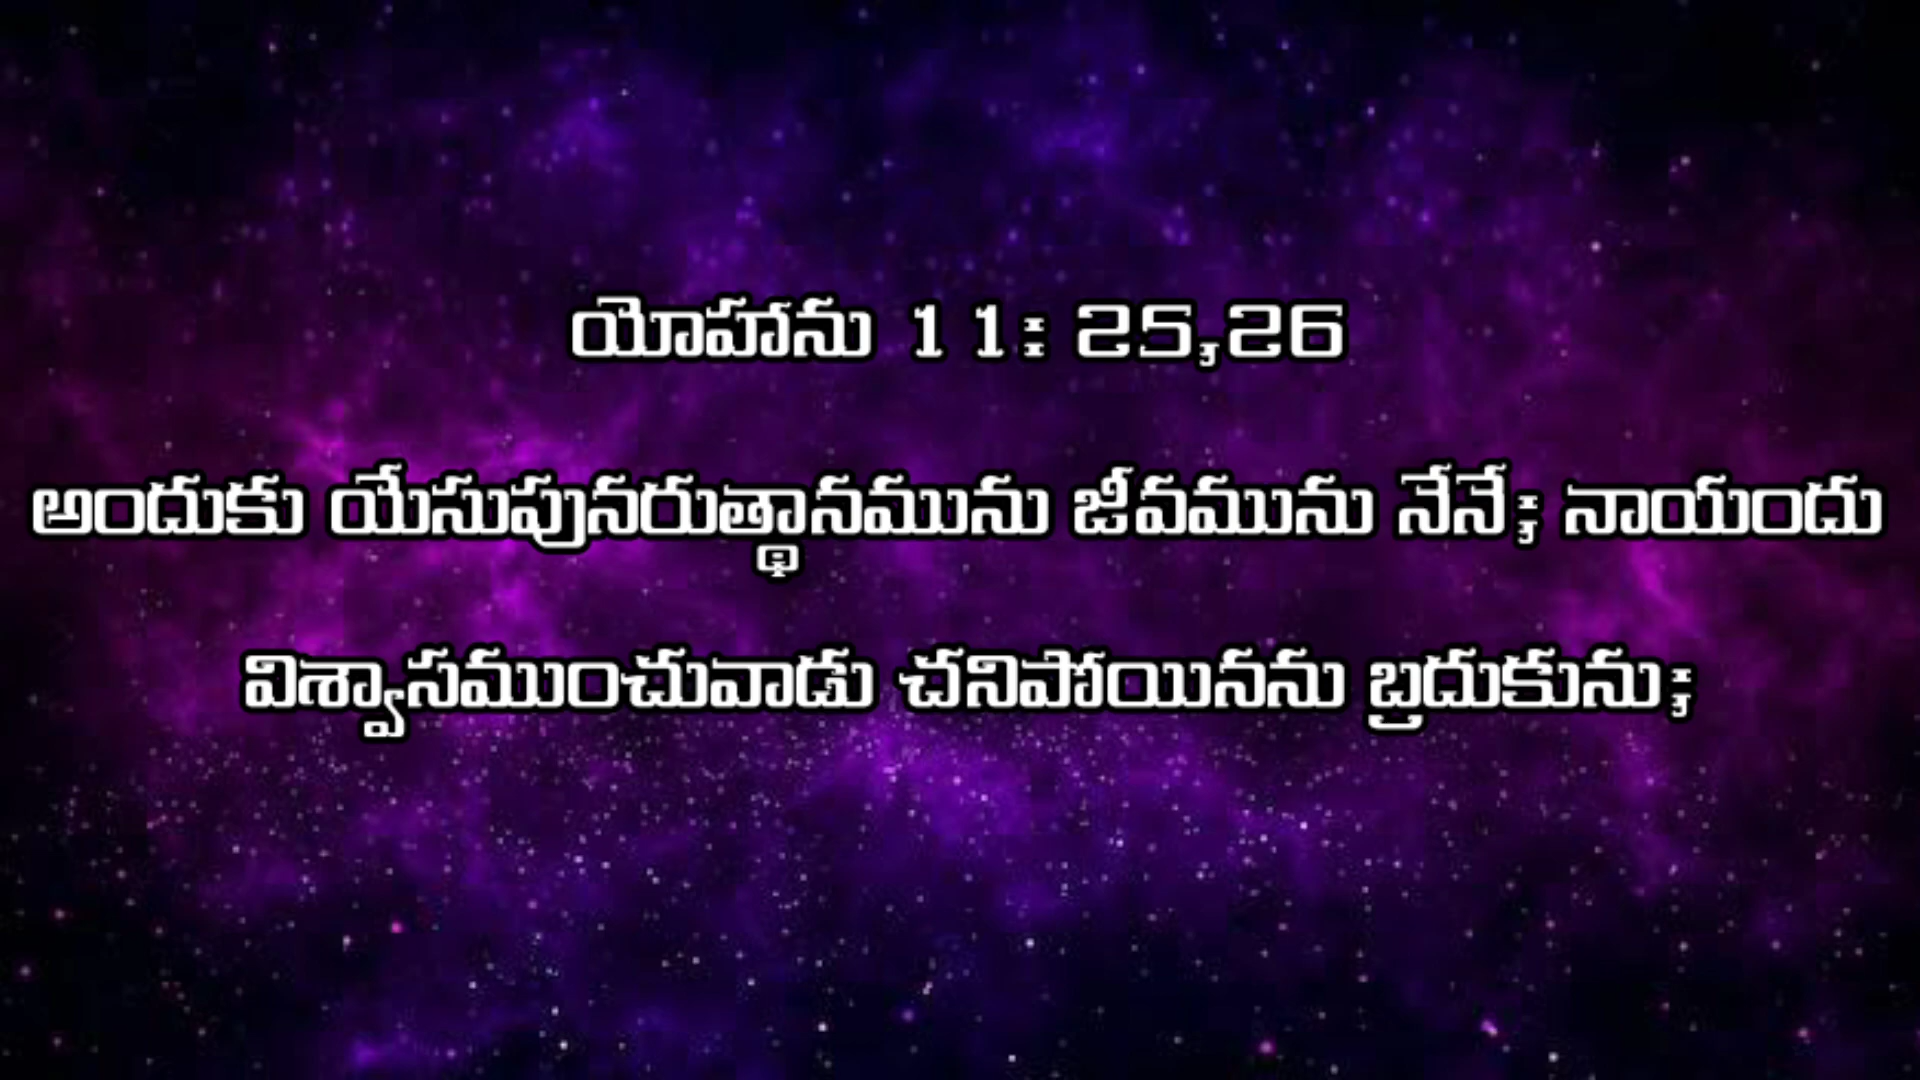 యోహాను 11: 25,26
అందుకు యేసుపునరుత్థానమును జీవమును నేనే; నాయందు
విశ్వాసముంచువాడు చనిపోయినను బ్రదుకును;